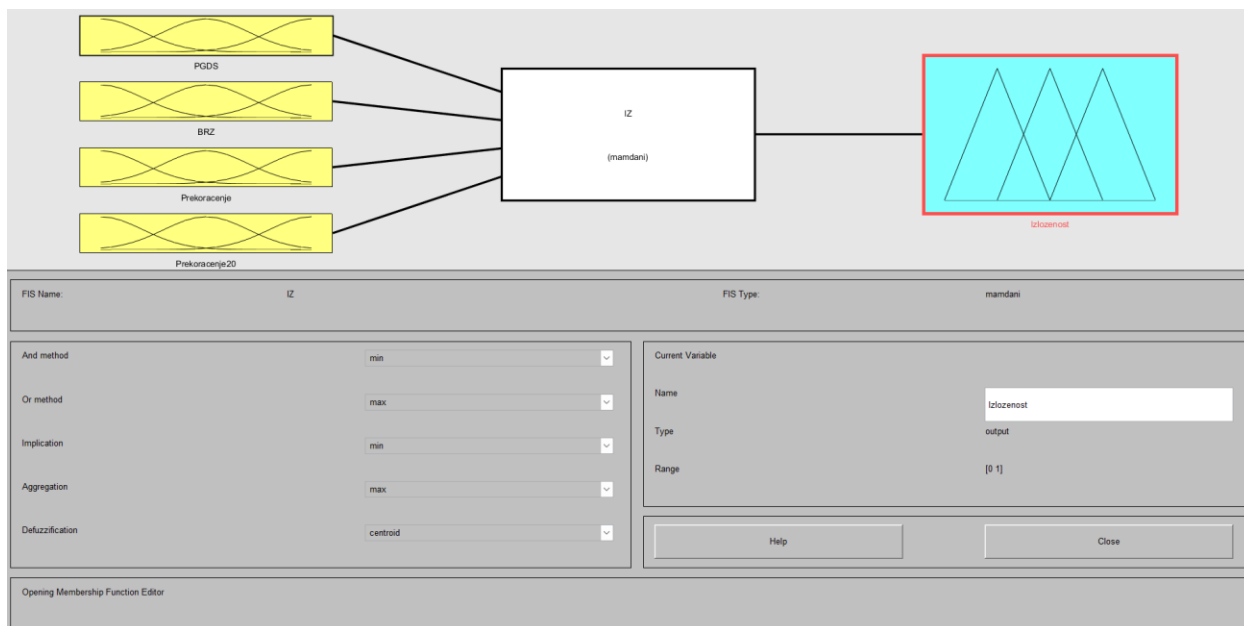 PGDS
BRZ
Prekoracenje
Prekoracenje20
IZ
(mamdani)
Izlozenost
FIS Name: IZ FIS Type: mamdani
And method min
Or method max
Implication min
Aggregation max
Defuzzification centroid
Current Variable
Name Izlozenost
Type output
Range [0 1]
Help Close
Opening Membership Function Editor